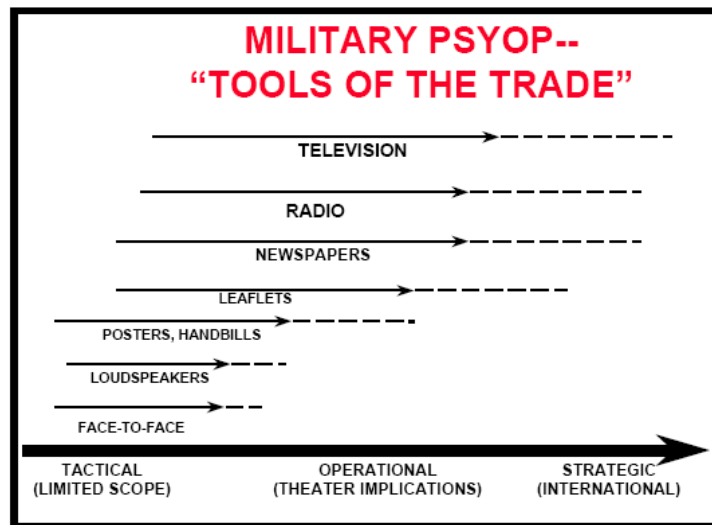 MILITARY PSYOP--
“TOOLS OF THE TRADE”
TELEVISION
RADIO
NEWSPAPERS
LEAFLETS
POSTERS, HANDBILLS
LOUDSPEAKERS
FACE-TO-FACE
TACTICAL
(LIMITED SCOPE)
OPERATIONAL
(THEATER IMPLICATIONS)
STRATEGIC
(INTERNATIONAL)